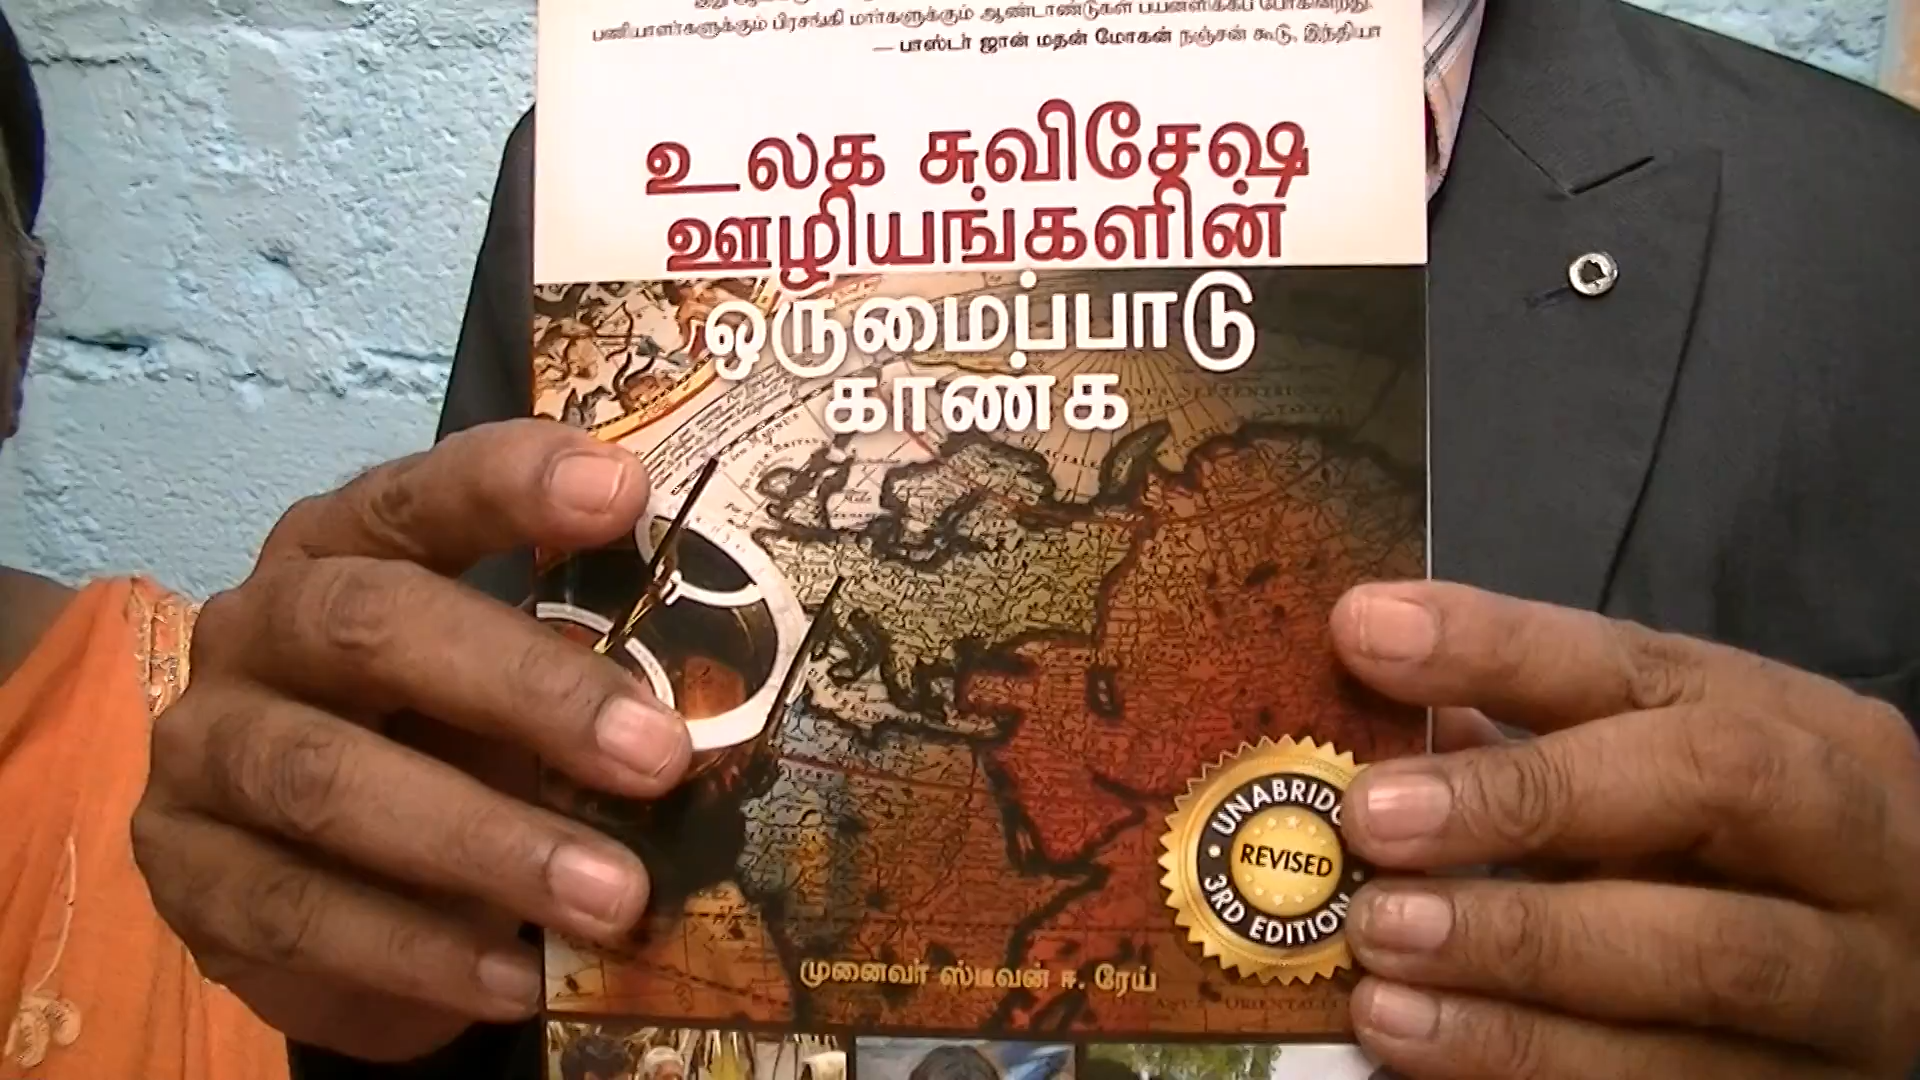 பணியாளர்களுக்கும் பிரசங்கி மார்களுக்கும் ஆண்டாண்டுகள் பயனளிக்கப் போகின்றது.
— பாஸ்டர் ஜான் மதன் மோகன் நஞ்சன் கூடு, இந்தியா
உலக சுவிசேஷ
ஊழியங்களின்
ஒருமைப்பாடு
காண்க
REVISED
3RD EDITION
முனைவர் ஸ்டீவன் ஈ. ரேய்